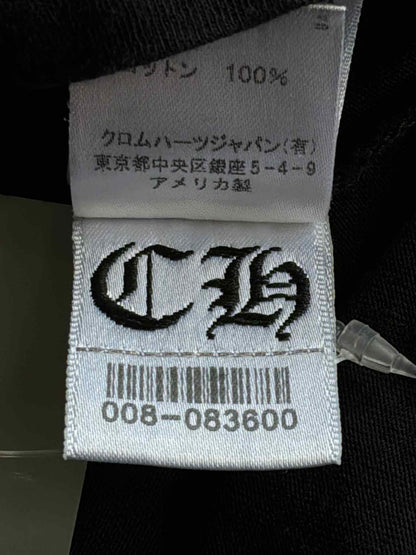 コットン 100%
クロムハーツジャパン(有)
東京都中央区銀座5-4-9
アメリカ製
CH
008-083600